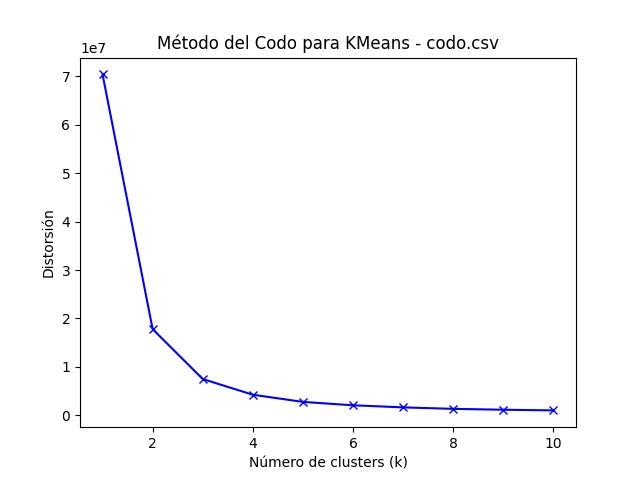 Método del Codo para KMeans - codo.csv
1e7
7
6
5
4
3
2
1
0
Distorsión
2 4 6 8 10
Número de clusters (k)